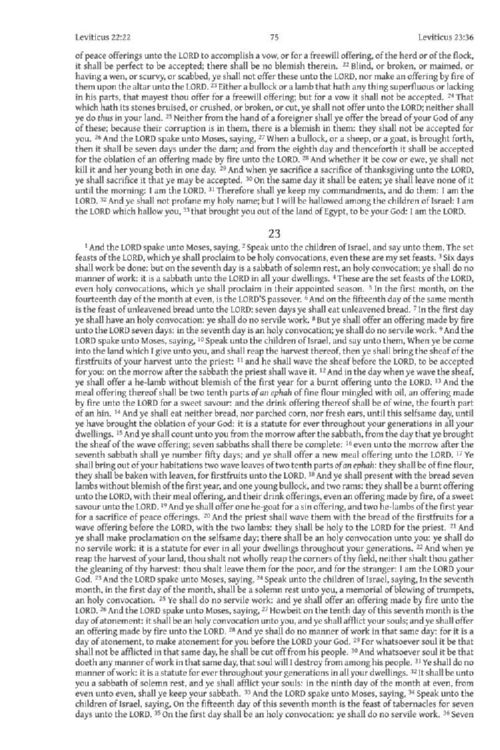 Leviticus 22:22 75 Leviticus 23:36
of peace offerings unto the LORD to accomplish a vow, or for a freewill offering, of the herd or of the flock,
it shall be perfect to be accepted; there shall be no blemish therein. 22 Blind, or broken, or maimed, or
having a wen, or scurvy, or scabbed, ye shall not offer these unto the LORD, nor make an offering by fire of
them upon the altar unto the LORD. 23 Either a bullock or a lamb that hath any thing superfluous or lacking
in his parts, that mayest thou offer for a freewill offering; but for a vow it shall not be accepted. 24 That
which hath its stones bruised, or crushed, or broken, or cut, ye shall not offer unto the LORD; neither shall
ye do thus in your land. 25 Neither from the hand of a foreigner shall ye offer the bread of your God of any
of these; because their corruption is in them, there is a blemish in them: they shall not be accepted for
you. 26 And the LORD spake unto Moses, saying, 27 When a bullock, or a sheep, or a goat, is brought forth,
then it shall be seven days under the dam; and from the eighth day and thenceforth it shall be accepted
for the oblation of an offering made by fire unto the LORD. 28 And whether it be cow or ewe, ye shall not
kill it and her young both in one day. 29 And when ye sacrifice a sacrifice of thanksgiving unto the LORD,
ye shall sacrifice it that ye may be accepted. 30 On the same day it shall be eaten; ye shall leave none of it
until the morning: I am the LORD. 31 Therefore shall ye keep my commandments, and do them: I am the
LORD. 32 And ye shall not profane my holy name; but I will be hallowed among the children of Israel: I am
the LORD which hallow you, 33 that brought you out of the land of Egypt, to be your God: I am the LORD.
23
1 And the LORD spake unto Moses, saying, 2 Speak unto the children of Israel, and say unto them, The set
feasts of the LORD, which ye shall proclaim to be holy convocations, even these are my set feasts. 3 Six days
shall work be done: but on the seventh day is a sabbath of solemn rest, an holy convocation; ye shall do no
manner of work: it is a sabbath unto the LORD in all your dwellings. 4 These are the set feasts of the LORD,
even holy convocations, which ye shall proclaim in their appointed season. 5 In the first month, on the
fourteenth day of the month at even, is the LORD'S passover. 6 And on the fifteenth day of the same month
is the feast of unleavened bread unto the LORD: seven days ye shall eat unleavened bread. 7 In the first day
ye shall have an holy convocation: ye shall do no servile work. 8 But ye shall offer an offering made by fire
unto the LORD seven days: in the seventh day is an holy convocation; ye shall do no servile work. 9 And the
LORD spake unto Moses, saying, 10 Speak unto the children of Israel, and say unto them, When ye be come
into the land which I give unto you, and shall reap the harvest thereof, then ye shall bring the sheaf of the
firstfruits of your harvest unto the priest: 11 and he shall wave the sheaf before the LORD, to be accepted
for you: on the morrow after the sabbath the priest shall wave it. 12 And in the day when ye wave the sheaf,
ye shall offer a he-lamb without blemish of the first year for a burnt offering unto the LORD. 13 And the
meal offering thereof shall be two tenth parts of an ephah of fine flour mingled with oil, an offering made
by fire unto the LORD for a sweet savour: and the drink offering thereof shall be of wine, the fourth part
of an hin. 14 And ye shall eat neither bread, nor parched corn, nor fresh ears, until this selfsame day, until
ye have brought the oblation of your God: it is a statute for ever throughout your generations in all your
dwellings. 15 And ye shall count unto you from the morrow after the sabbath, from the day that ye brought
the sheaf of the wave offering; seven sabbaths shall there be complete: 16 even unto the morrow after the
seventh sabbath shall ye number fifty days; and ye shall offer a new meal offering unto the LORD. 17 Ye
shall bring out of your habitations two wave loaves of two tenth parts of an ephah: they shall be of fine flour,
they shall be baken with leaven, for firstfruits unto the LORD. 18 And ye shall present with the bread seven
lambs without blemish of the first year, and one young bullock, and two rams: they shall be a burnt offering
unto the LORD, with their meal offering, and their drink offerings, even an offering made by fire, of a sweet
savour unto the LORD. 19 And ye shall offer one he-goat for a sin offering, and two he-lambs of the first year
for a sacrifice of peace offerings. 20 And the priest shall wave them with the bread of the firstfruits for a
wave offering before the LORD, with the two lambs: they shall be holy to the LORD for the priest. 21 And
ye shall make proclamation on the selfsame day; there shall be an holy convocation unto you: ye shall do
no servile work: it is a statute for ever in all your dwellings throughout your generations. 22 And when ye
reap the harvest of your land, thou shalt not wholly reap the corners of thy field, neither shalt thou gather
the gleaning of thy harvest: thou shalt leave them for the poor, and for the stranger: I am the LORD your
God. 23 And the LORD spake unto Moses, saying, 24 Speak unto the children of Israel, saying, In the seventh
month, in the first day of the month, shall be a solemn rest unto you, a memorial of blowing of trumpets,
an holy convocation. 25 Ye shall do no servile work: and ye shall offer an offering made by fire unto the
LORD. 26 And the LORD spake unto Moses, saying, 27 Howbeit on the tenth day of this seventh month is the
day of atonement: it shall be an holy convocation unto you, and ye shall afflict your souls; and ye shall offer
an offering made by fire unto the LORD. 28 And ye shall do no manner of work in that same day: for it is a
day of atonement, to make atonement for you before the LORD your God. 29 For whatsoever soul it be that
shall not be afflicted in that same day, he shall be cut off from his people. 30 And whatsoever soul it be that
doeth any manner of work in that same day, that soul will I destroy from among his people. 31 Ye shall do no
manner of work: it is a statute for ever throughout your generations in all your dwellings. 32 It shall be unto
you a sabbath of solemn rest, and ye shall afflict your souls: in the ninth day of the month at even, from
even unto even, shall ye keep your sabbath. 33 And the LORD spake unto Moses, saying, 34 Speak unto the
children of Israel, saying, On the fifteenth day of this seventh month is the feast of tabernacles for seven
days unto the LORD. 35 On the first day shall be an holy convocation: ye shall do no servile work. 36 Seven